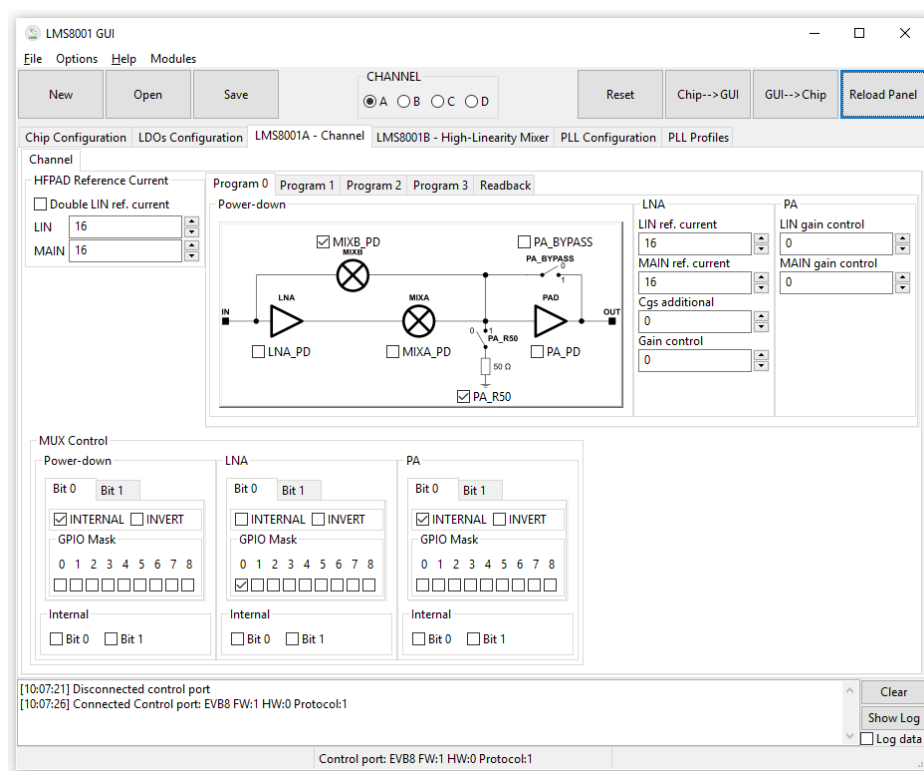 LMS8001 GUI
File Options Help Modules
CHANNEL
New Open Save A B C D Reset Chip-->GUI GUI-->Chip Reload Panel
Chip Configuration LDOs Configuration LMS8001A - Channel LMS8001B - High-Linearity Mixer PLL Configuration PLL Profiles
Channel
HFPAD Reference Current
Double LIN ref. current
LIN 16
MAIN 16
Program 0 Program 1 Program 2 Program 3 Readback
Power-down
MIXB_PD
MIXB
PA_BYPASS
PA_BYPASS
0
1
LNA
MIXA
PAD
IN
OUT
0
1
PA_R50
LNA_PD
MIXA_PD
PA_PD
50 Ω
PA_R50
LNA
LIN ref. current
16
MAIN ref. current
16
Cgs additional
0
Gain control
0
PA
LIN gain control
0
MAIN gain control
0
MUX Control
Power-down
Bit 0 Bit 1
INTERNAL INVERT
GPIO Mask
0 1 2 3 4 5 6 7 8
Internal
Bit 0 Bit 1
LNA
Bit 0 Bit 1
INTERNAL INVERT
GPIO Mask
0 1 2 3 4 5 6 7 8
Internal
Bit 0 Bit 1
PA
Bit 0 Bit 1
INTERNAL INVERT
GPIO Mask
0 1 2 3 4 5 6 7 8
Internal
Bit 0 Bit 1
[10:07:21] Disconnected control port
[10:07:26] Connected Control port: EVB8 FW:1 HW:0 Protocol:1
Clear
Show Log
Log data
Control port: EVB8 FW:1 HW:0 Protocol:1